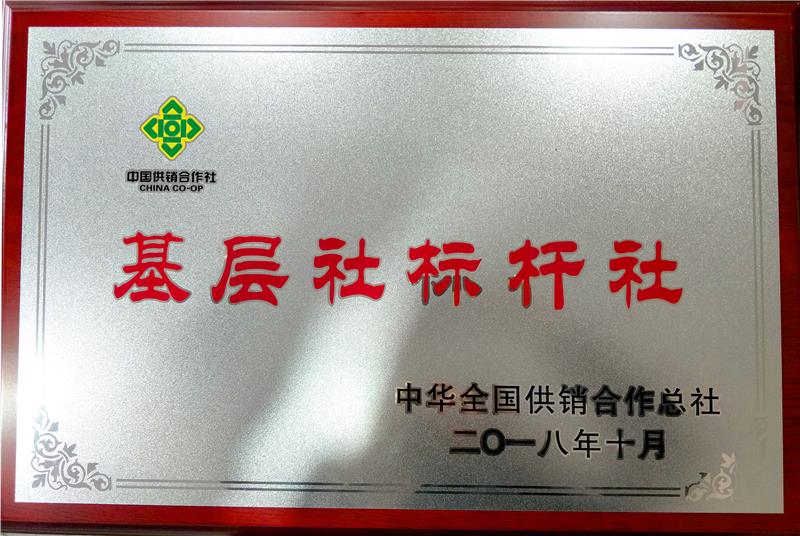 中国供销合作社
CHINA CO-OP
基层社标杆社
中华全国供销合作总社
二〇一八年十月